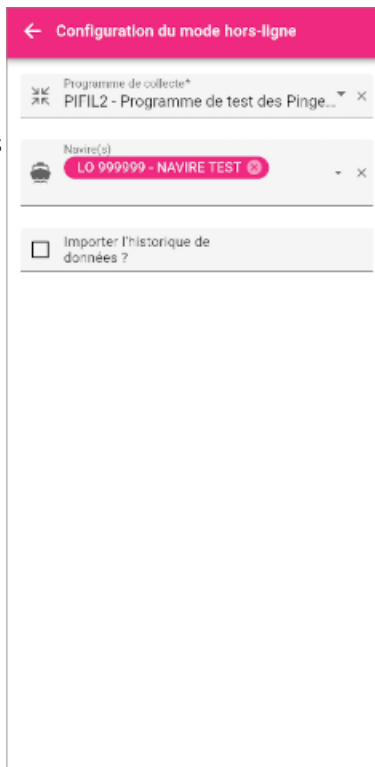 Configuration du mode hors-ligne
Programme de collecte*
PIFIL2 - Programme de test des Pinge...
Navire(s)
LO 999999 - NAVIRE TEST
Importer l'historique de
données ?